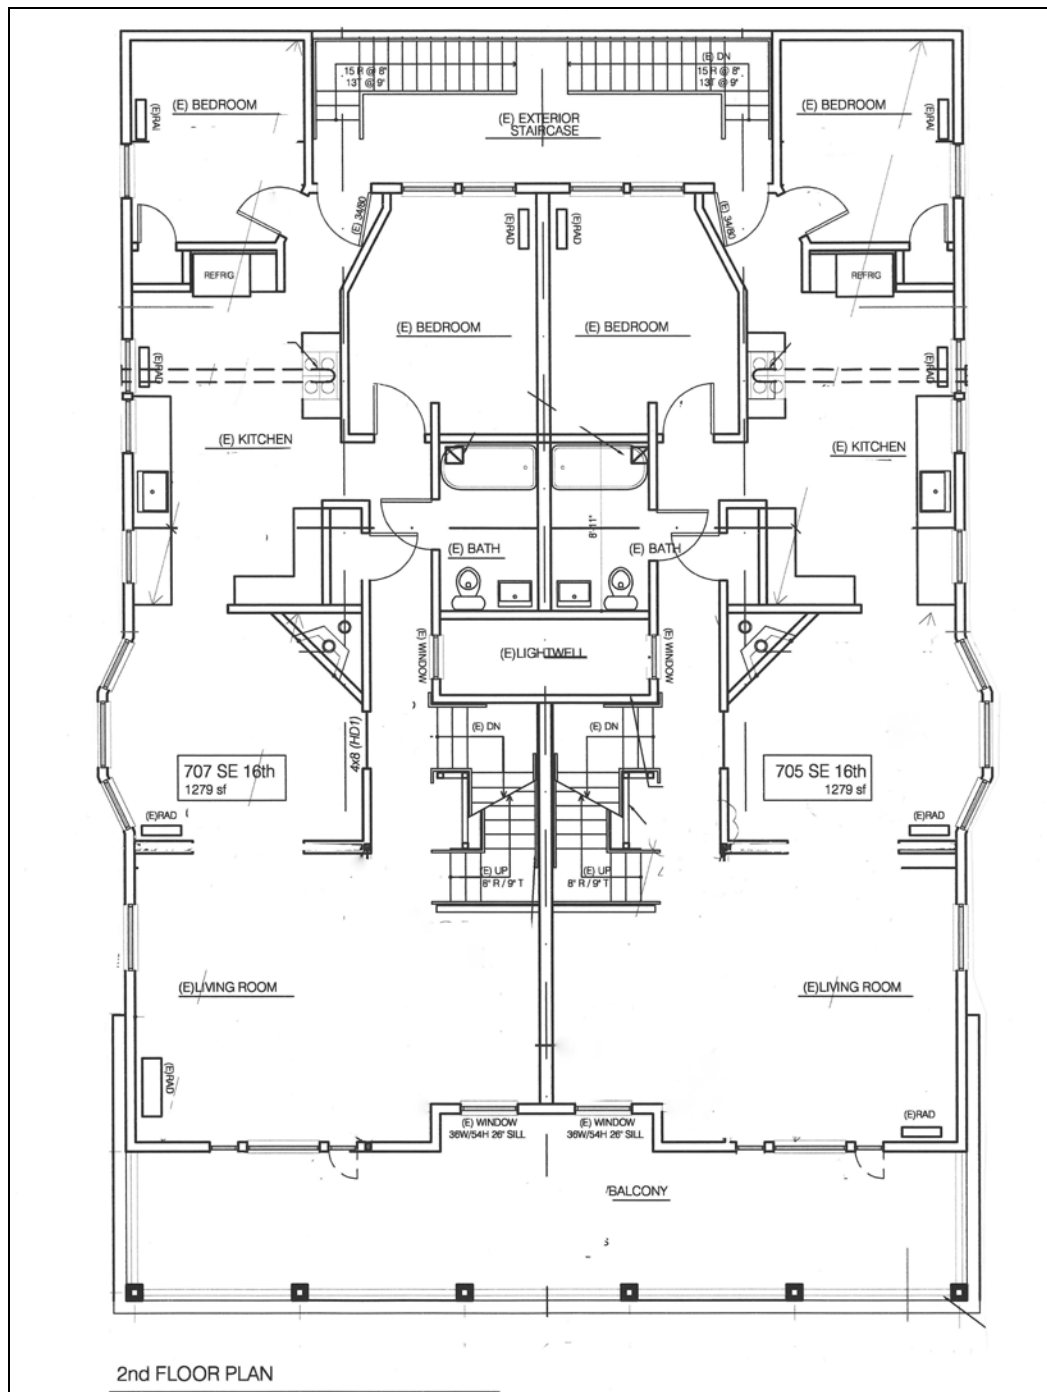 (E) DN
15 R @ 8"
13T @ 9"
15 R @ 8"
13T @ 9"
(E) BEDROOM
(E) EXTERIOR
STAIRCASE
(E) BEDROOM
(E)RAD
(E)RAD
(E) 34/80
(E)RAD
(E)RAD
(E) 34/80
REFRIG
REFRIG
(E) BEDROOM
(E) BEDROOM
(E)RAD
(E)RAD
(E) KITCHEN
(E) KITCHEN
8'-11"
(E) BATH
(E) BATH
(E) WINDOW
(E)LIGHTWELL
(E) WINDOW
(E) DN
(E) DN
4x8 (HD1)
707 SE 16th
1279 sf
705 SE 16th
1279 sf
(E)RAD
(E)RAD
(E) UP
8" R / 9" T
(E) UP
8" R / 9" T
(E)LIVING ROOM
(E)LIVING ROOM
(E)RAD
(E)RAD
(E) WINDOW
36W/54H 26" SILL
(E) WINDOW
36W/54H 26" SILL
/BALCONY
2nd FLOOR PLAN